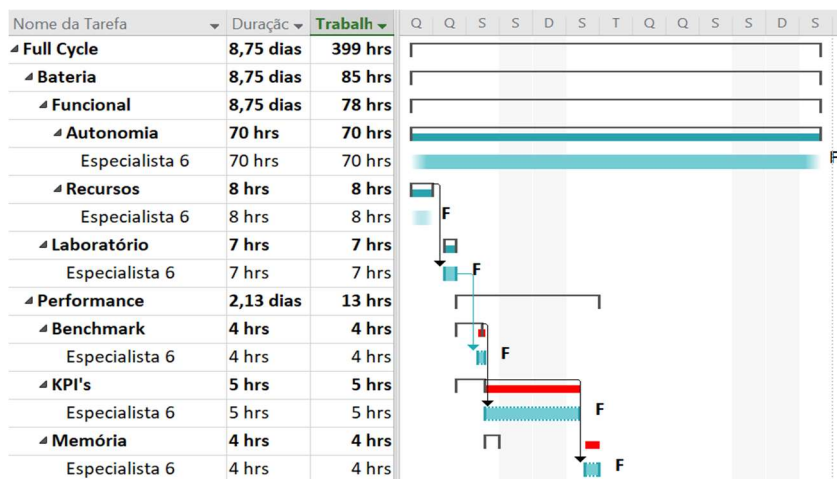 Nome da Tarefa Duraçãc Trabalh Q Q S S D S T Q Q S S D S
Full Cycle 8,75 dias 399 hrs
Bateria 8,75 dias 85 hrs
Funcional 8,75 dias 78 hrs
Autonomia 70 hrs 70 hrs
Especialista 6 70 hrs 70 hrs F
Recursos 8 hrs 8 hrs
Especialista 6 8 hrs 8 hrs F
Laboratório 7 hrs 7 hrs
Especialista 6 7 hrs 7 hrs F
Performance 2,13 dias 13 hrs
Benchmark 4 hrs 4 hrs
Especialista 6 4 hrs 4 hrs F
KPI's 5 hrs 5 hrs
Especialista 6 5 hrs 5 hrs F
Memória 4 hrs 4 hrs
Especialista 6 4 hrs 4 hrs F